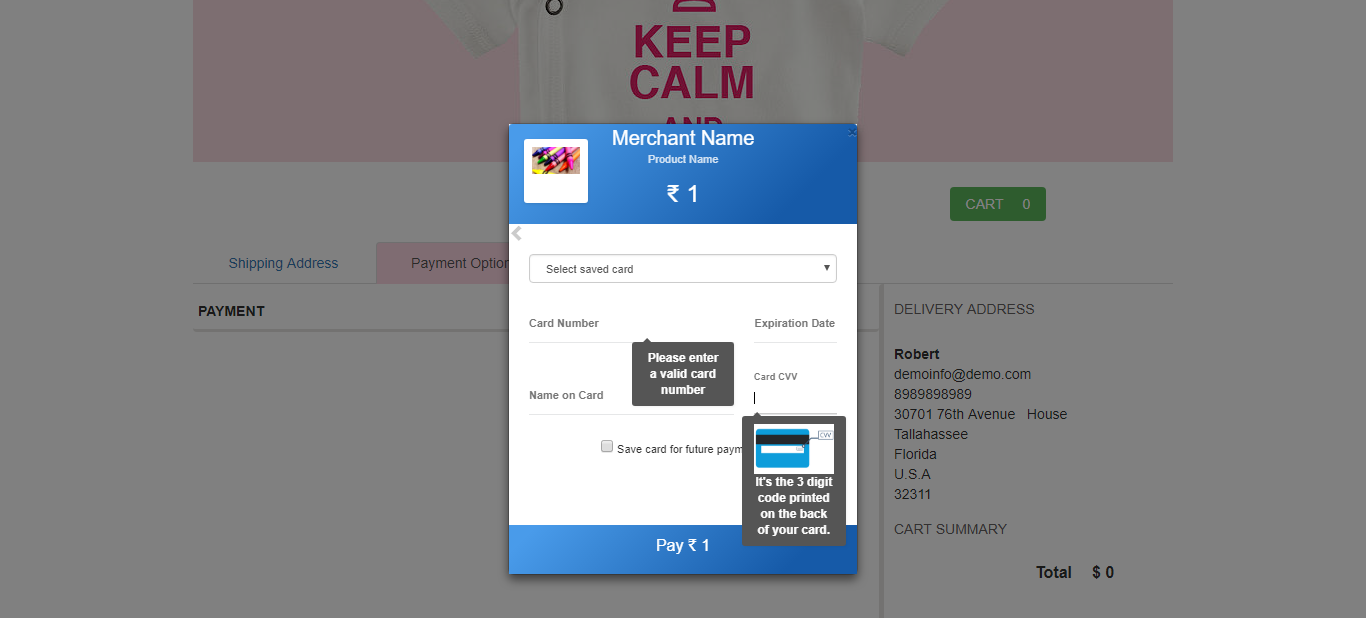 KEEP
CALM
AND
Merchant Name
Product Name
₹ 1
CART 0
Shipping Address
Payment Option
Select saved card
PAYMENT
DELIVERY ADDRESS
Card Number
Expiration Date
Please enter
a valid card
number
Name on Card
Card CVV
CVV
It's the 3 digit
code printed
on the back
of your card.
Save card for future paym
Pay ₹ 1
Robert
demoinfo@demo.com
8989898989
30701 76th Avenue House
Tallahassee
Florida
U.S.A
32311
CART SUMMARY
Total $ 0